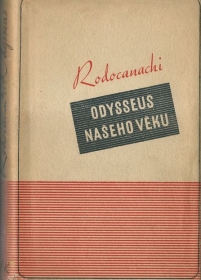 Rodocanachi
ODYSSEUS
NAŠEHO VĚKU